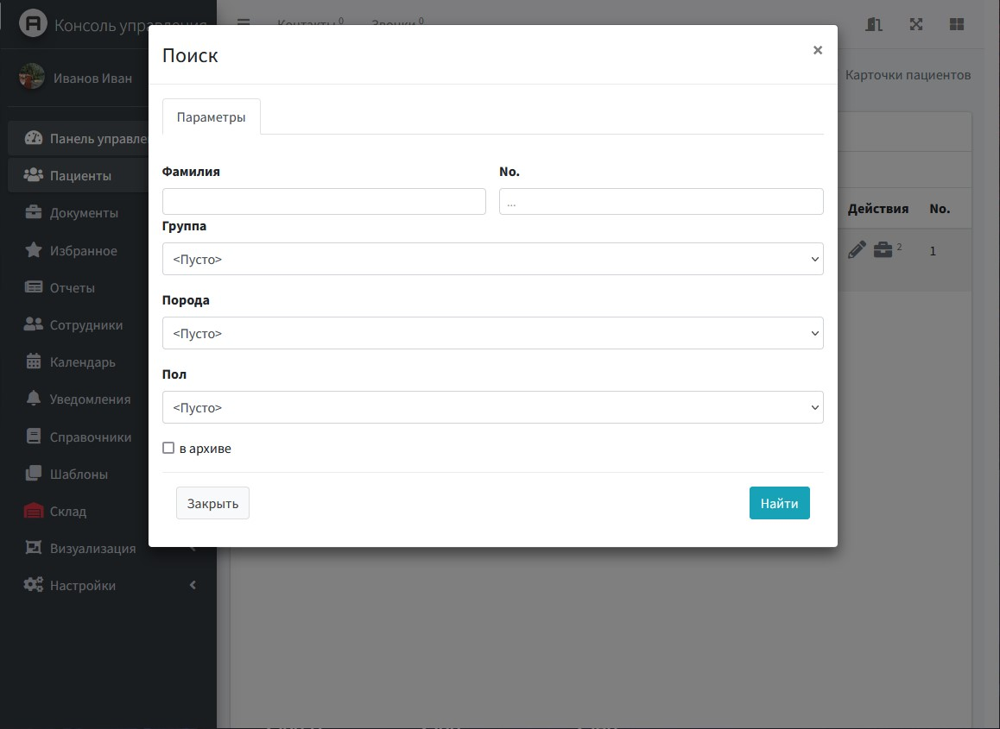 Консоль управления
Контакты 0
Звонки 0
Иванов Иван
Карточки пациентов
Панель управле
Пациенты
Документы
Избранное
Отчеты
Сотрудники
Календарь
Уведомления
Справочники
Шаблоны
Склад
Визуализация
Настройки
Поиск
×
Параметры
Фамилия
No.
...
Группа
<Пусто>
Порода
<Пусто>
Пол
<Пусто>
в архиве
Закрыть
Найти
Действия No.
2 1